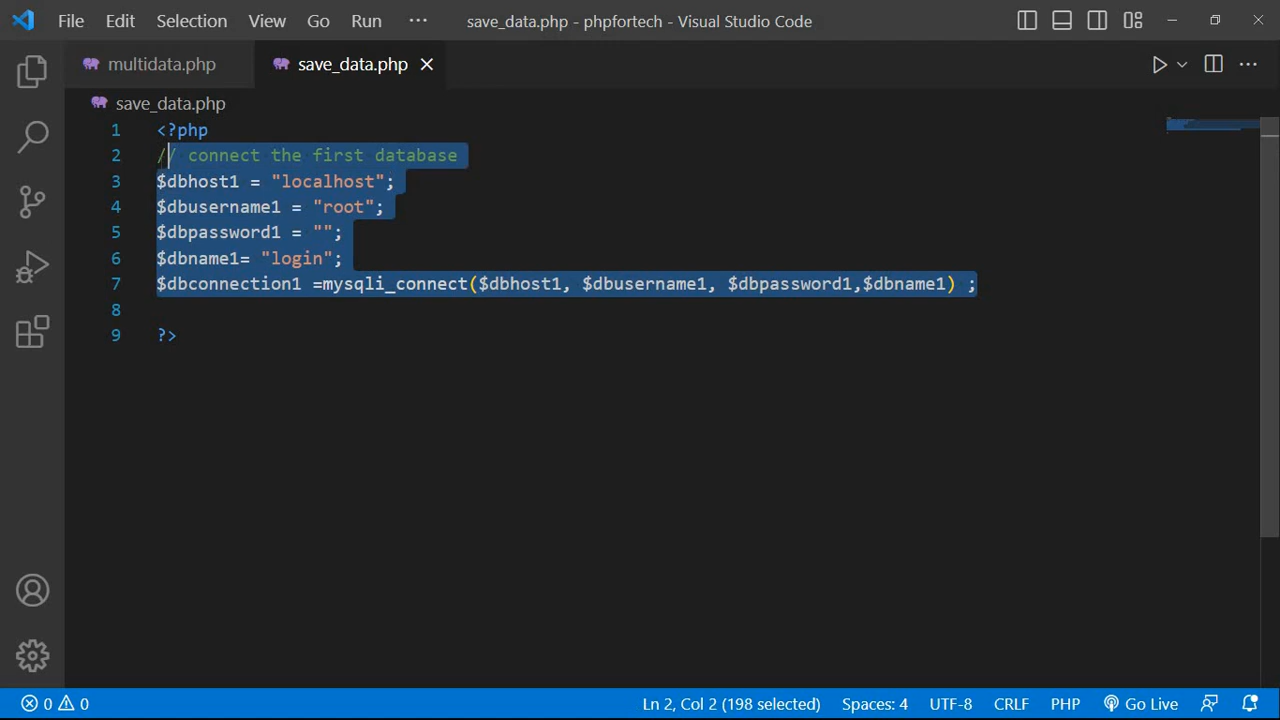 File Edit Selection View Go Run ··· save_data.php - phpfortech - Visual Studio Code
multidata.php save_data.php
save_data.php
1 <?php
2 // connect the first database
3 $dbhost1 = "localhost";
4 $dbusername1 = "root";
5 $dbpassword1 = "";
6 $dbname1= "login";
7 $dbconnection1 =mysqli_connect($dbhost1, $dbusername1, $dbpassword1,$dbname1) ;
8
9 ?>
0 0 Ln 2, Col 2 (198 selected) Spaces: 4 UTF-8 CRLF PHP Go Live